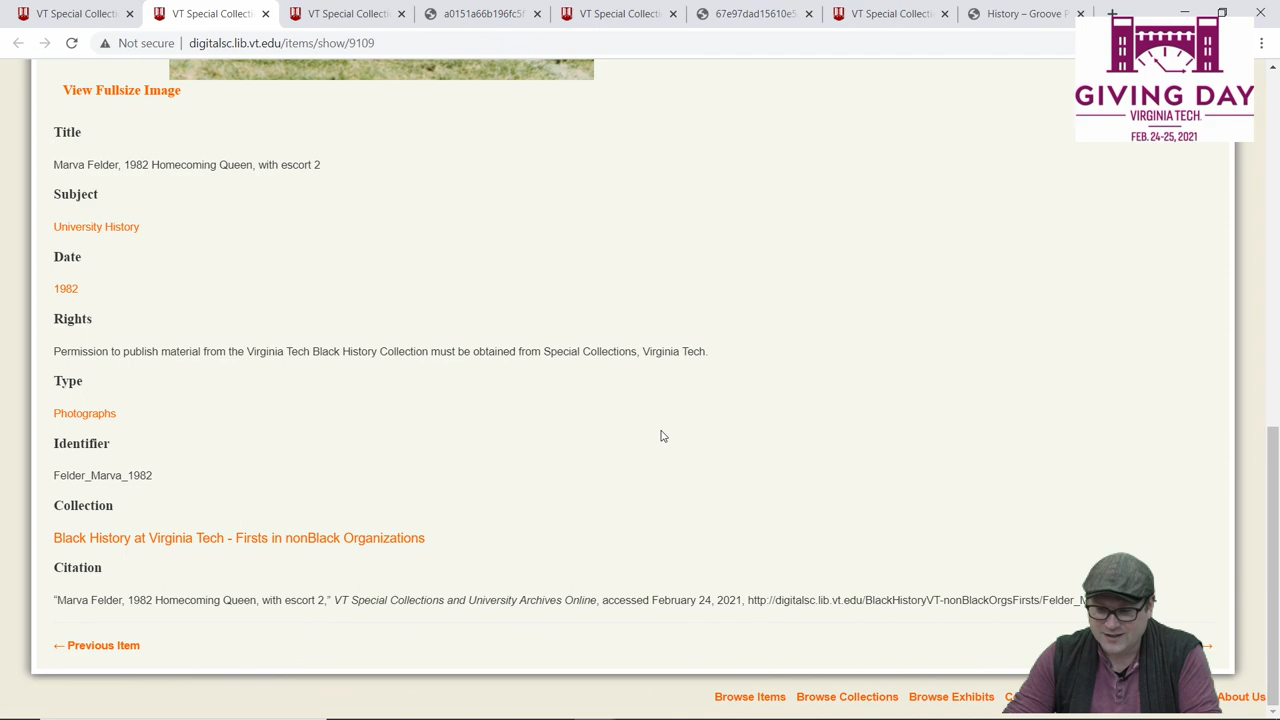 VT Special Collection
VT Special Collection
VT Special Collection
a0151a66b196fc5f
VT Special Collection
67e97dad15610e5
VT Special Collection
History – Groove P
Not secure | digitalsc.lib.vt.edu/items/show/9109
GIVING DAY
VIRGINIA TECH.
FEB. 24-25, 2021
View Fullsize Image
Title
Marva Felder, 1982 Homecoming Queen, with escort 2
Subject
University History
Date
1982
Rights
Permission to publish material from the Virginia Tech Black History Collection must be obtained from Special Collections, Virginia Tech.
Type
Photographs
Identifier
Felder_Marva_1982
Collection
Black History at Virginia Tech - Firsts in nonBlack Organizations
Citation
“Marva Felder, 1982 Homecoming Queen, with escort 2,” VT Special Collections and University Archives Online, accessed February 24, 2021, http://digitalsc.lib.vt.edu/BlackHistoryVT-nonBlackOrgsFirsts/Felder_M
← Previous Item →
Browse Items Browse Collections Browse Exhibits About Us